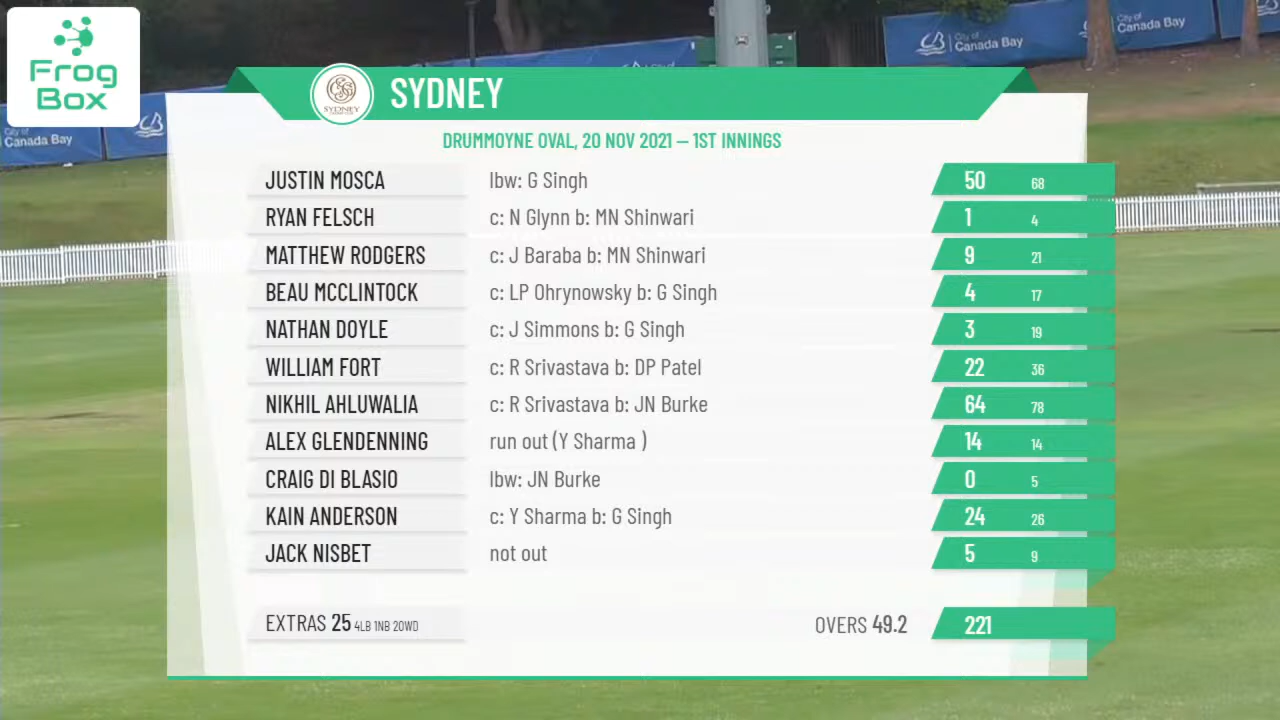 Frog
Box
City of
Canada Bay
City of
Canada Bay
City of
Canada Bay
SYDNEY
SYDNEY
DRUMMOYNE OVAL, 20 NOV 2021 – 1ST INNINGS
JUSTIN MOSCA lbw: G Singh 50 68
RYAN FELSCH c: N Glynn b: MN Shinwari 1 4
MATTHEW RODGERS c: J Baraba b: MN Shinwari 9 21
BEAU MCCLINTOCK c: LP Ohrynowsky b: G Singh 4 17
NATHAN DOYLE c: J Simmons b: G Singh 3 19
WILLIAM FORT c: R Srivastava b: DP Patel 22 36
NIKHIL AHLUWALIA c: R Srivastava b: JN Burke 64 78
ALEX GLENDENNING run out (Y Sharma ) 14 14
CRAIG DI BLASIO lbw: JN Burke 0 5
KAIN ANDERSON c: Y Sharma b: G Singh 24 26
JACK NISBET not out 5 9
EXTRAS 25 4LB 1NB 20WD OVERS 49.2 221